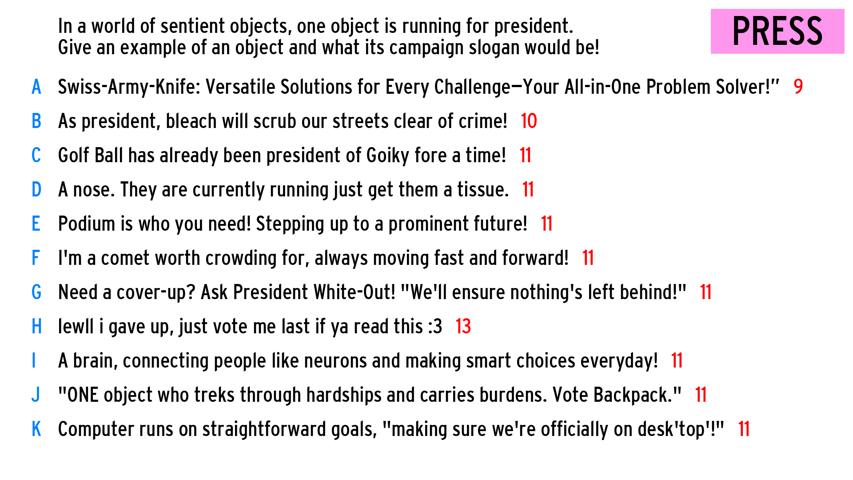 In a world of sentient objects, one object is running for president.
Give an example of an object and what its campaign slogan would be!
PRESS
A Swiss-Army-Knife: Versatile Solutions for Every Challenge—Your All-in-One Problem Solver!” 9
B As president, bleach will scrub our streets clear of crime! 10
C Golf Ball has already been president of Goiky fore a time! 11
D A nose. They are currently running just get them a tissue. 11
E Podium is who you need! Stepping up to a prominent future! 11
F I'm a comet worth crowding for, always moving fast and forward! 11
G Need a cover-up? Ask President White-Out! "We'll ensure nothing's left behind!" 11
H Iewll i gave up, just vote me last if ya read this :3 13
I A brain, connecting people like neurons and making smart choices everyday! 11
J "ONE object who treks through hardships and carries burdens. Vote Backpack." 11
K Computer runs on straightforward goals, "making sure we're officially on desk'top'!" 11